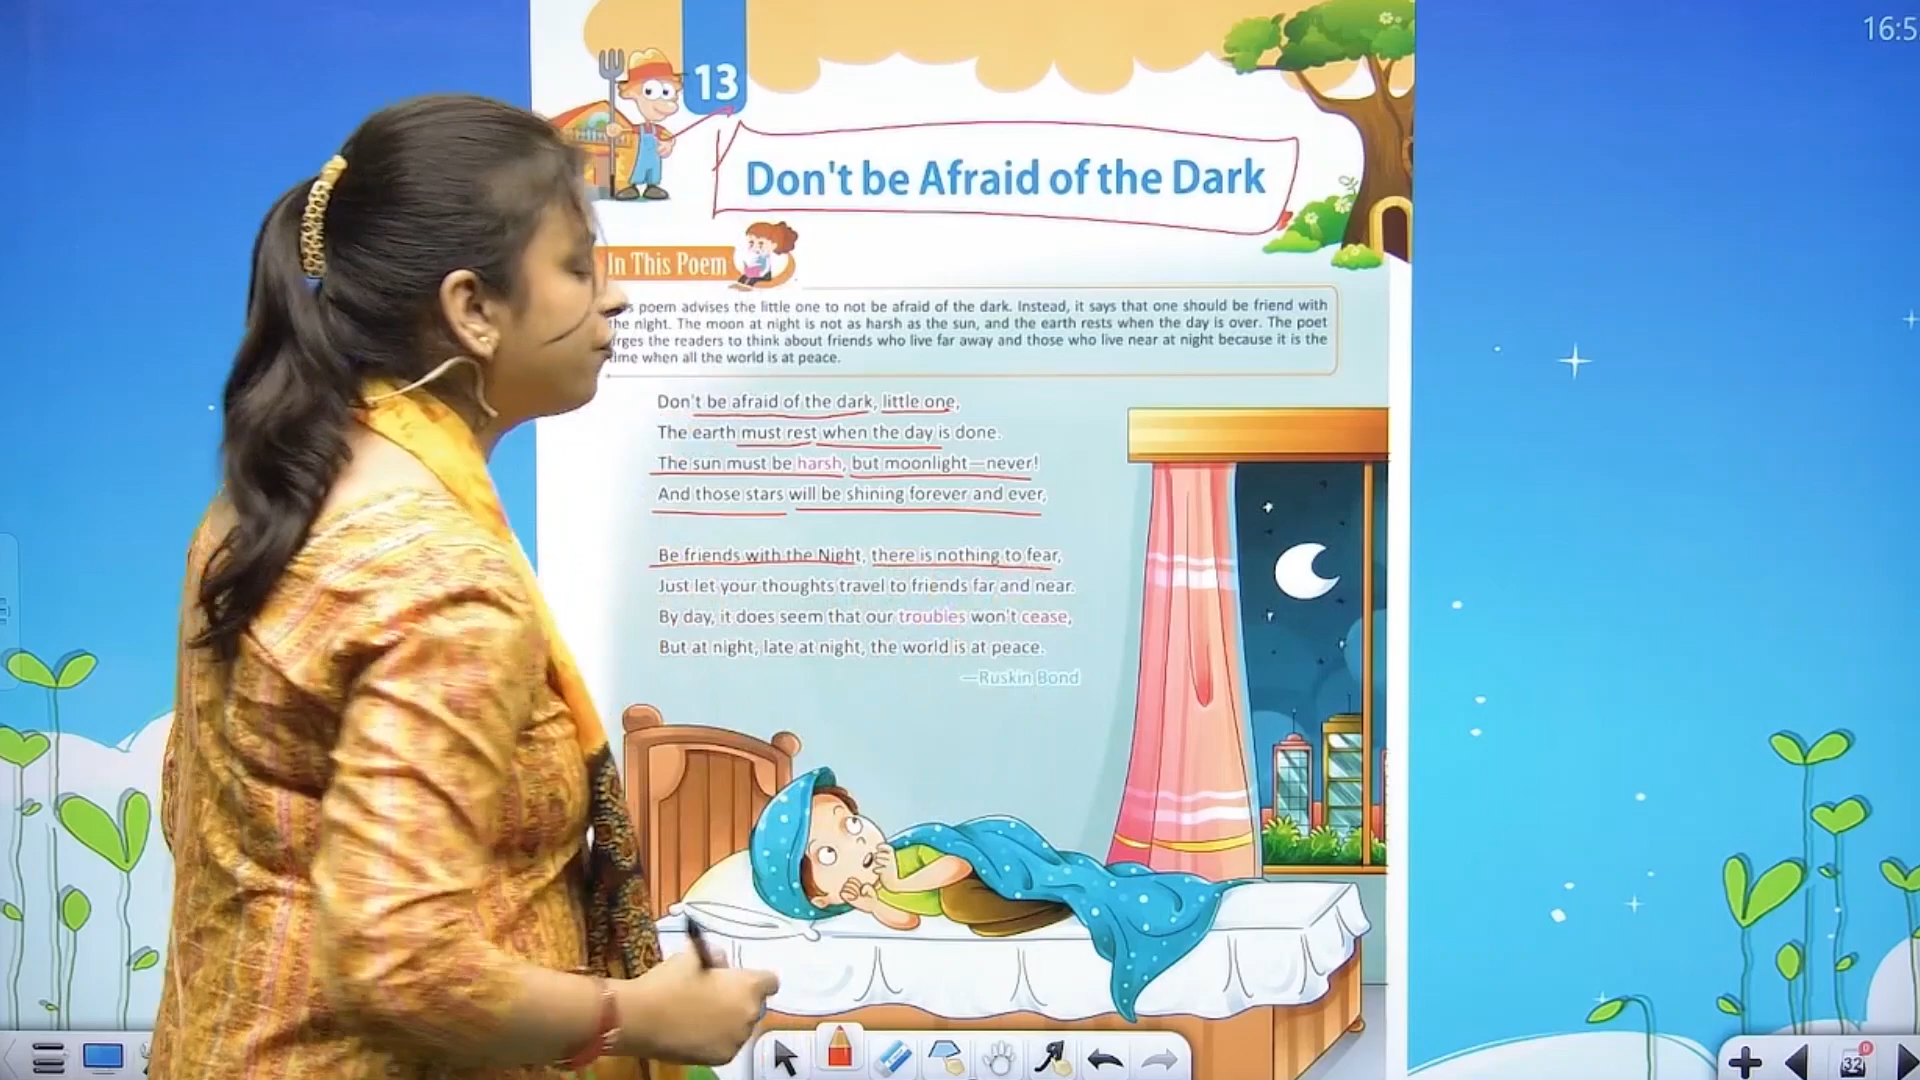 16:5
13
Don't be Afraid of the Dark
In This Poem
poem advises the little one to not be afraid of the dark. Instead, it says that one should be friend with
the night. The moon at night is not as harsh as the sun, and the earth rests when the day is over. The poet
rges the readers to think about friends who live far away and those who live near at night because it is the
ime when all the world is at peace.
Don't be afraid of the dark, little one,
The earth must rest when the day is done.
The sun must be harsh, but moonlight—never!
And those stars will be shining forever and ever,
Be friends with the Night, there is nothing to fear,
Just let your thoughts travel to friends far and near.
By day, it does seem that our troubles won't cease,
But at night, late at night, the world is at peace.
—Ruskin Bond
32
0